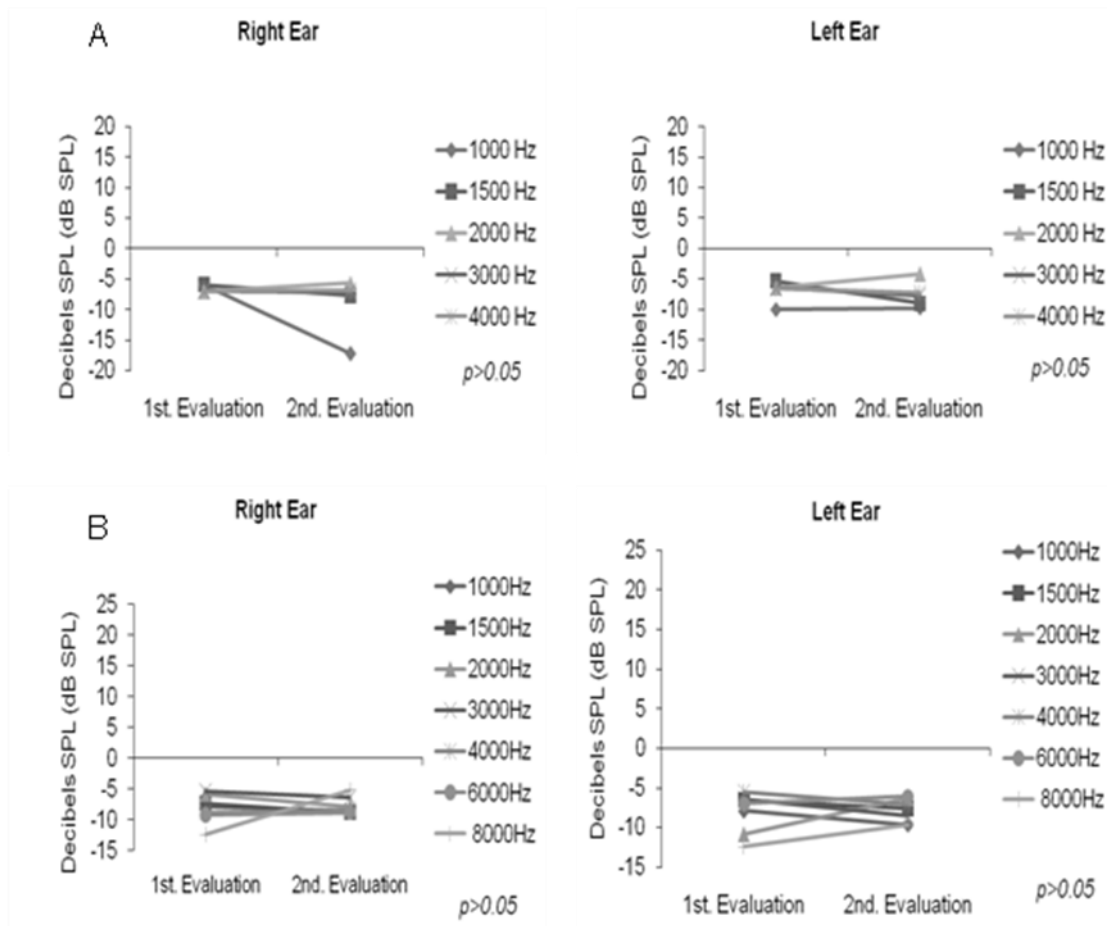 A
Right Ear
Decibels SPL (dB SPL)
20
15
10
5
0
-5
-10
-15
-20
1st. Evaluation
2nd. Evaluation
1000 Hz
1500 Hz
2000 Hz
3000 Hz
4000 Hz
p>0.05
Left Ear
Decibels SPL (dB SPL)
20
15
10
5
0
-5
-10
-15
-20
1st. Evaluation
2nd. Evaluation
1000 Hz
1500 Hz
2000 Hz
3000 Hz
4000 Hz
p>0.05
B
Right Ear
Decibels SPL (dB SPL)
25
20
15
10
5
0
-5
-10
-15
1st. Evaluation
2nd. Evaluation
1000Hz
1500Hz
2000Hz
3000Hz
4000Hz
6000Hz
8000Hz
p>0.05
Left Ear
Decibels SPL (dB SPL)
25
20
15
10
5
0
-5
-10
-15
1st. Evaluation
2nd. Evaluation
1000Hz
1500Hz
2000Hz
3000Hz
4000Hz
6000Hz
8000Hz
p>0.05